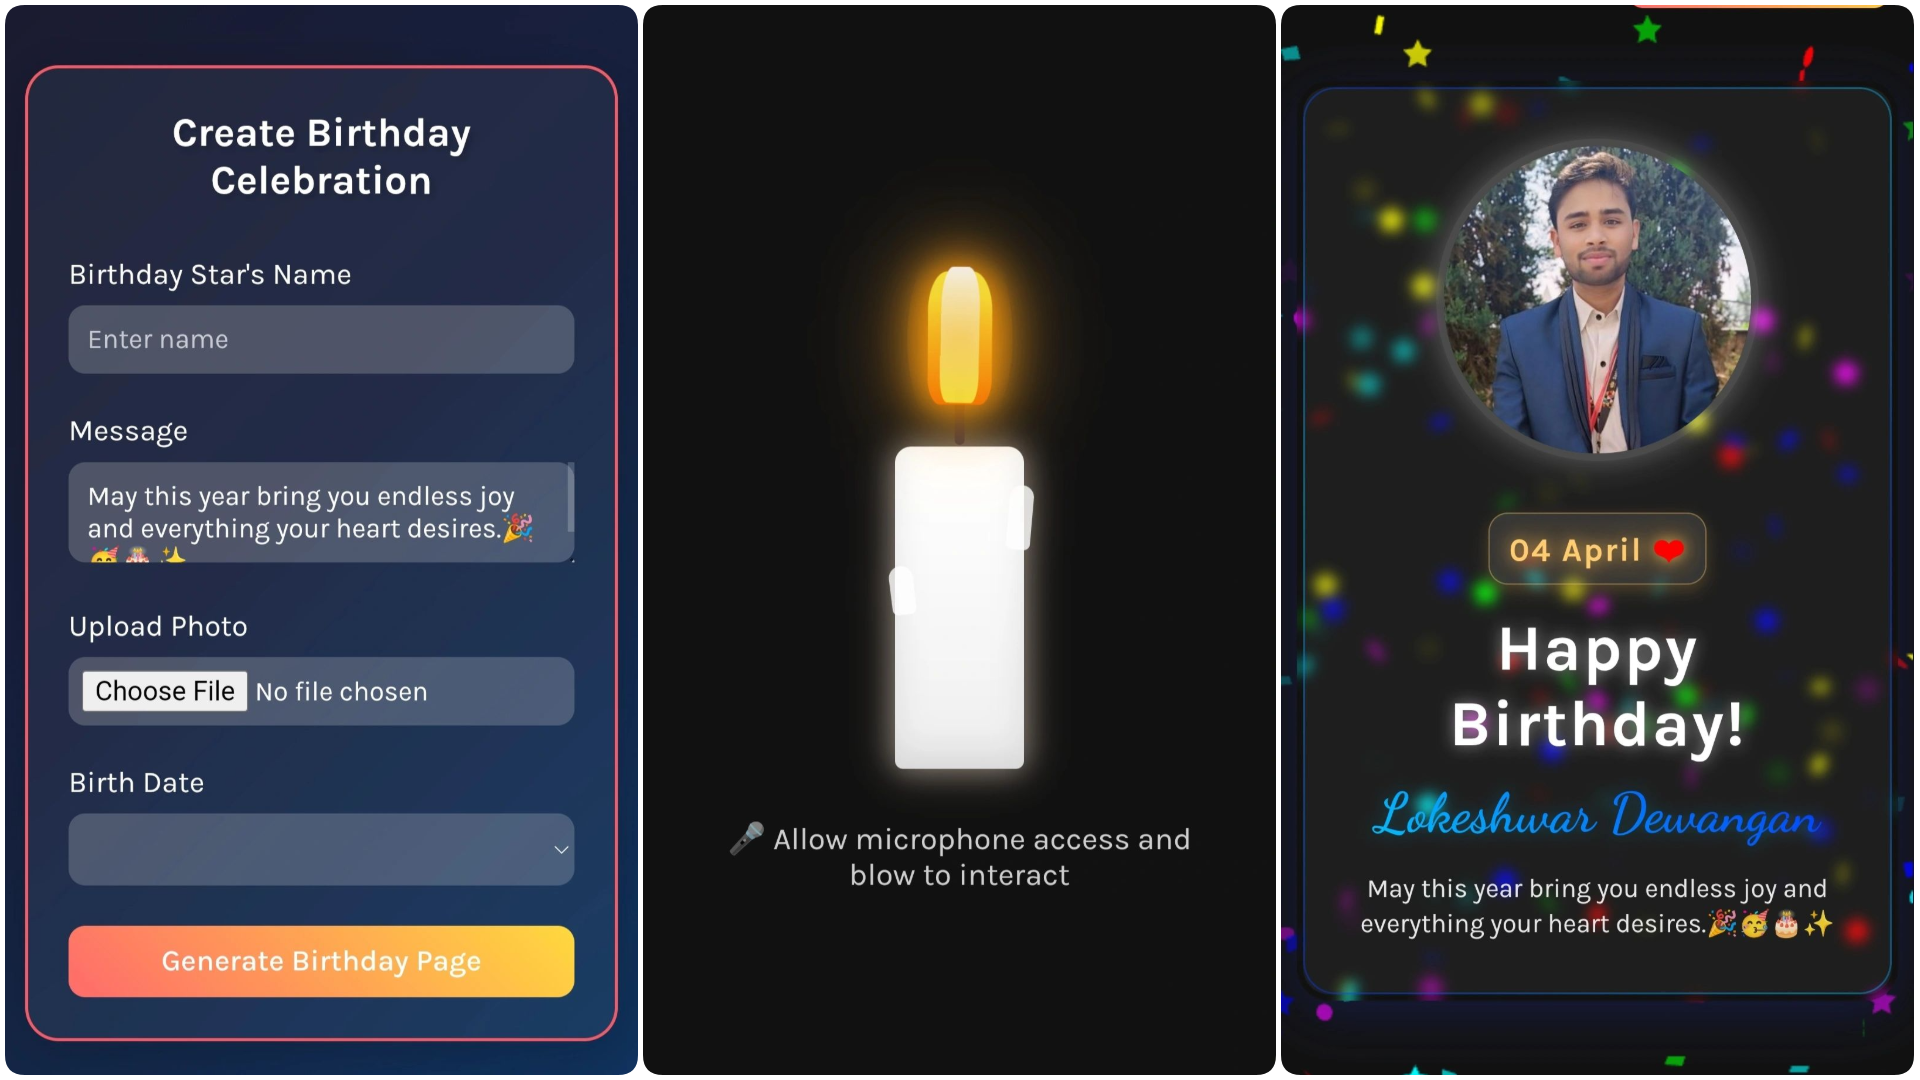 Create Birthday
Celebration
Birthday Star's Name
Enter name
Message
May this year bring you endless joy
and everything your heart desires.🎉
🥳🎂✨
Upload Photo
Choose File No file chosen
Birth Date
Generate Birthday Page
🎤 Allow microphone access and
blow to interact
04 April ❤
Happy
Birthday!
Lokeshwar Dewangan
May this year bring you endless joy and
everything your heart desires.🎉🥳🎂✨